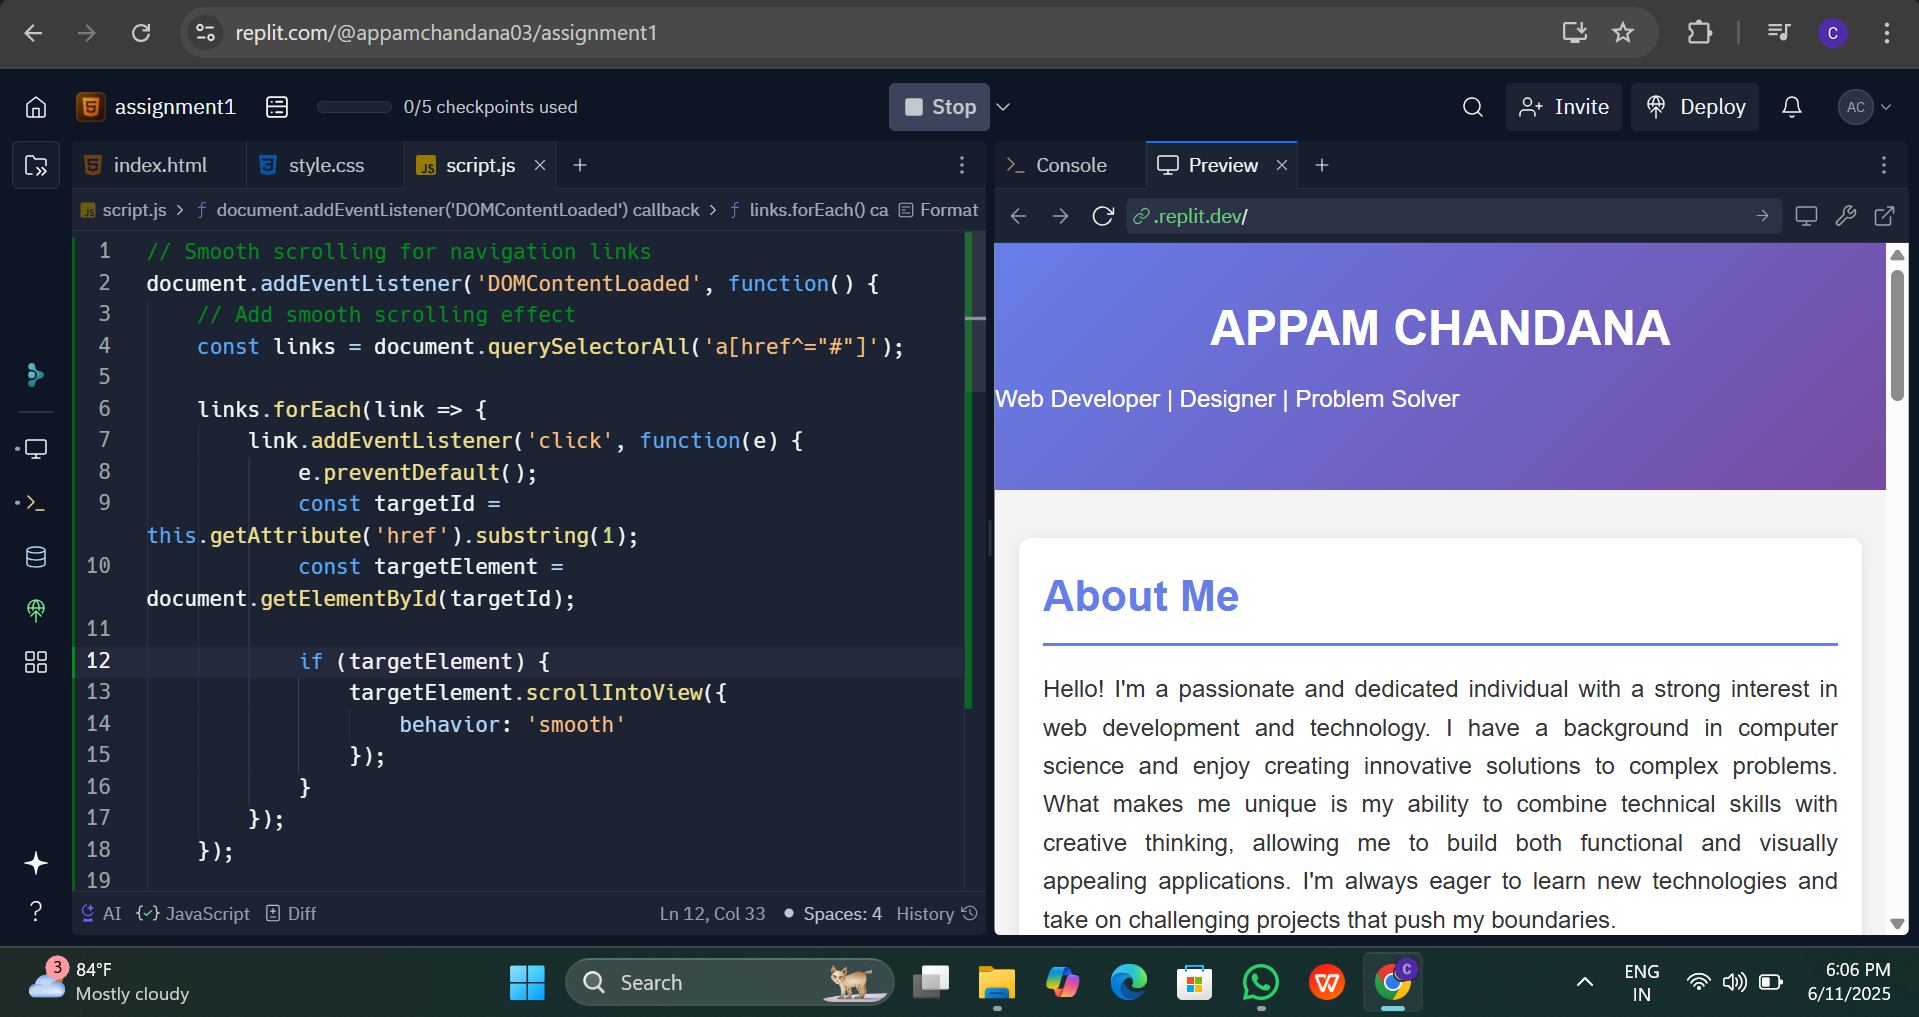 replit.com/@appamchandana03/assignment1
C
assignment1
0/5 checkpoints used
Stop
Invite
Deploy
AC
index.html
style.css
JS script.js
Console
Preview
JS script.js > ƒ document.addEventListener('DOMContentLoaded') callback > ƒ links.forEach() ca
Format
.replit.dev/
1 // Smooth scrolling for navigation links
2 document.addEventListener('DOMContentLoaded', function() {
3 // Add smooth scrolling effect
4 const links = document.querySelectorAll('a[href^="#"]');
5
6 links.forEach(link => {
7 link.addEventListener('click', function(e) {
8 e.preventDefault();
9 const targetId =
this.getAttribute('href').substring(1);
10 const targetElement =
document.getElementById(targetId);
11
12 if (targetElement) {
13 targetElement.scrollIntoView({
14 behavior: 'smooth'
15 });
16 }
17 });
18 });
19
AI
JavaScript
Diff
Ln 12, Col 33
Spaces: 4
History
APPAM CHANDANA
Web Developer | Designer | Problem Solver
About Me
Hello! I'm a passionate and dedicated individual with a strong interest in
web development and technology. I have a background in computer
science and enjoy creating innovative solutions to complex problems.
What makes me unique is my ability to combine technical skills with
creative thinking, allowing me to build both functional and visually
appealing applications. I'm always eager to learn new technologies and
take on challenging projects that push my boundaries.
3
84°F
Mostly cloudy
Search
C
ENG
IN
6:06 PM
6/11/2025